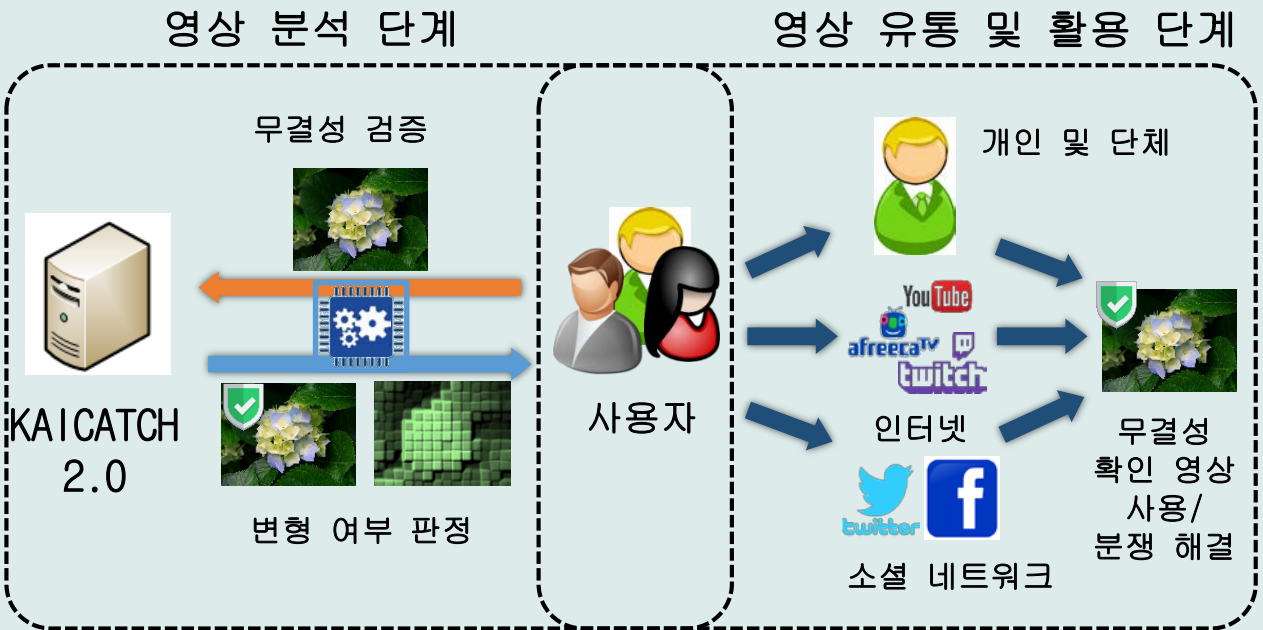 영상 분석 단계
영상 유통 및 활용 단계
무결성 검증
KAICATCH
2.0
변형 여부 판정
사용자
개인 및 단체
YouTube
afreecaTV
twitch
인터넷
twitter
f
소셜 네트워크
무결성
확인 영상
사용/
분쟁 해결